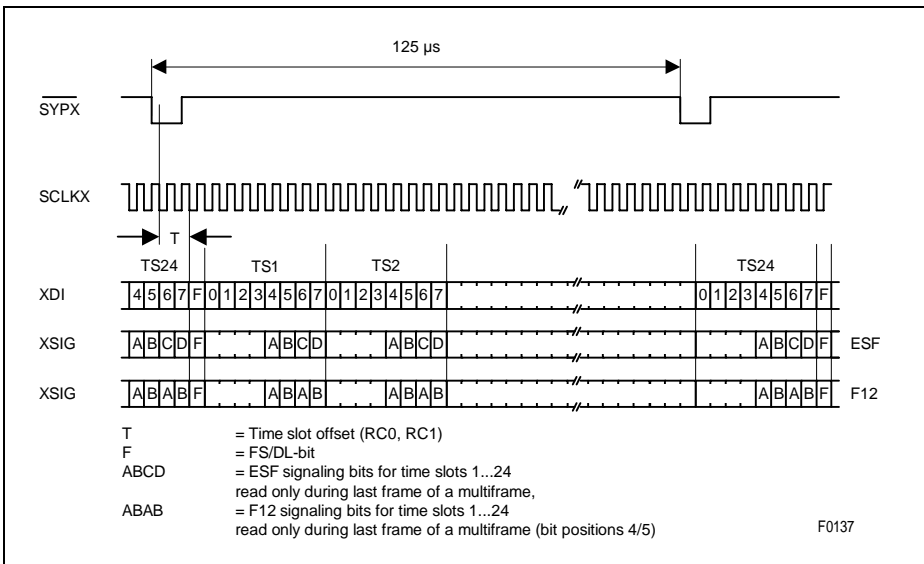 125 µs
SYPX
SCLKX
T
TS24 TS1 TS2 TS24
XDI 4 5 6 7 F 0 1 2 3 4 5 6 7 0 1 2 3 4 5 6 7 0 1 2 3 4 5 6 7 F
XSIG A B C D F A B C D A B C D A B C D F ESF
XSIG A B A B F A B A B A B A B A B A B F F12
T = Time slot offset (RC0, RC1)
F = FS/DL-bit
ABCD = ESF signaling bits for time slots 1...24
read only during last frame of a multiframe,
ABAB = F12 signaling bits for time slots 1...24
read only during last frame of a multiframe (bit positions 4/5)
F0137